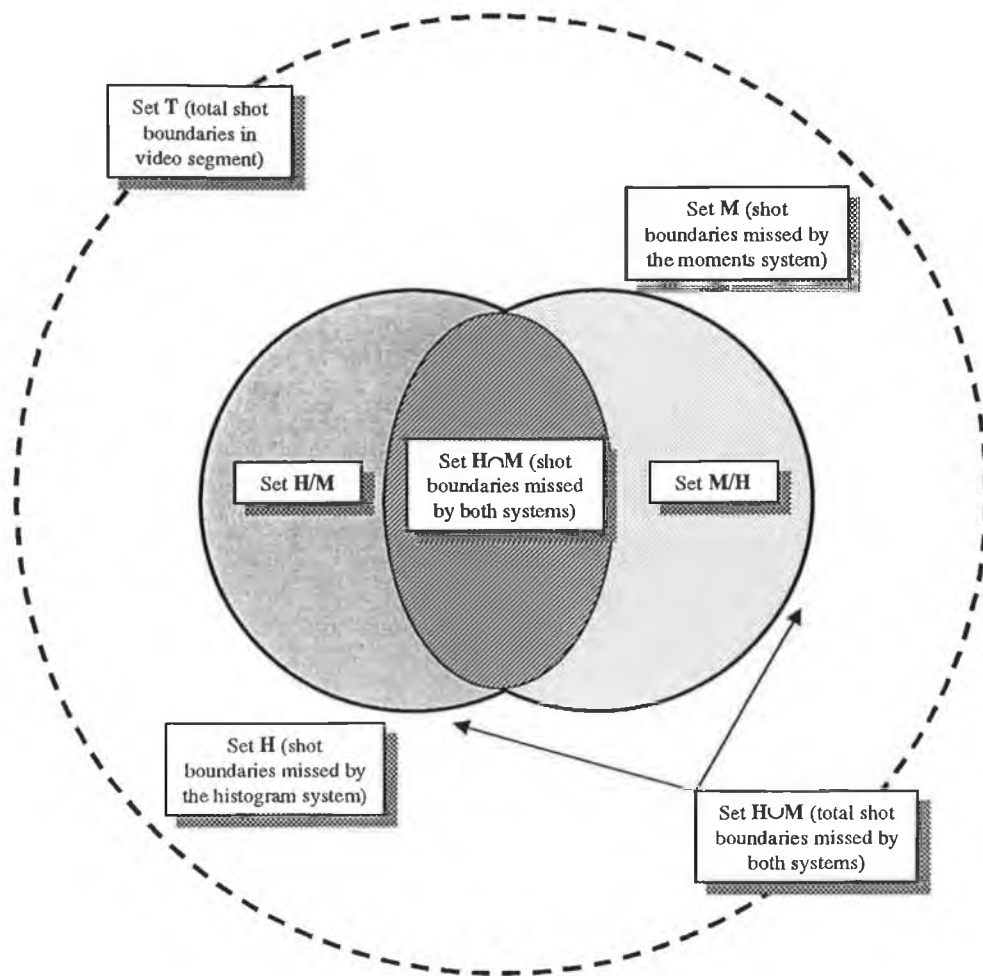 Set T (total shot
boundaries in
video segment)
Set M (shot
boundaries missed by
the moments system)
Set H/M
Set H∩M (shot
boundaries missed
by both systems)
Set M/H
Set H (shot
boundaries missed by
the histogram system)
Set H∪M (total shot
boundaries missed by
both systems)